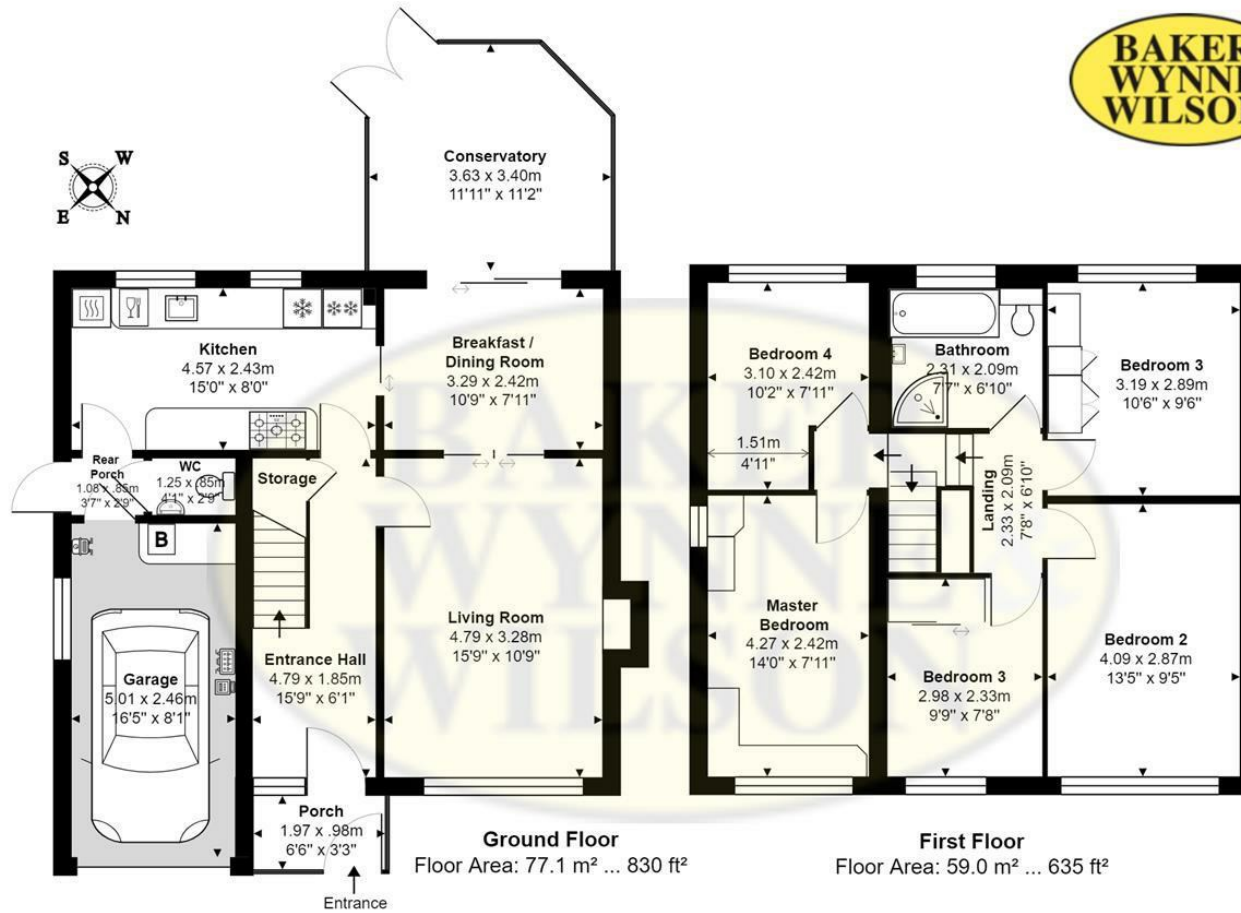 BAKER
WYNNE
WILSON
S W
E N
Conservatory
3.63 x 3.40m
11'11" x 11'2"
Kitchen
4.57 x 2.43m
15'0" x 8'0"
Breakfast /
Dining Room
3.29 x 2.42m
10'9" x 7'11"
Rear
Porch
1.08 x .85m
3'7" x 2'9"
WC
1.25 x .85m
4'1" x 2'9"
Storage
B
Living Room
4.79 x 3.28m
15'9" x 10'9"
Entrance Hall
4.79 x 1.85m
15'9" x 6'1"
Garage
5.01 x 2.46m
16'5" x 8'1"
Porch
1.97 x .98m
6'6" x 3'3"
Entrance
Ground Floor
Floor Area: 77.1 m² ... 830 ft²
Bedroom 4
3.10 x 2.42m
10'2" x 7'11"
1.51m
4'11"
Bathroom
2.31 x 2.09m
7'7" x 6'10"
Bedroom 3
3.19 x 2.89m
10'6" x 9'6"
Landing
2.33 x 2.09m
7'8" x 6'10"
Master
Bedroom
4.27 x 2.42m
14'0" x 7'11"
Bedroom 3
2.98 x 2.33m
9'9" x 7'8"
Bedroom 2
4.09 x 2.87m
13'5" x 9'5"
First Floor
Floor Area: 59.0 m² ... 635 ft²
BAKER
WYNNE &
WILSON